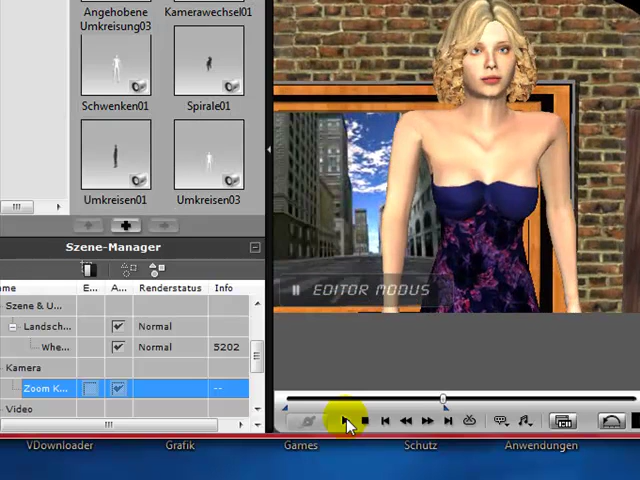 Angehobene Umkreisung03
Kamerawechsel01
Schwenken01
Spirale01
Umkreisen01
Umkreisen03
Szene-Manager
ame
E...
A...
Renderstatus
Info
Szene & U...
Landsch...
Normal
Whe...
Normal
5202
Kamera
Zoom K...
--
Video
EDITOR MODUS
VDownloader
Grafik
Games
Schutz
Anwendungen